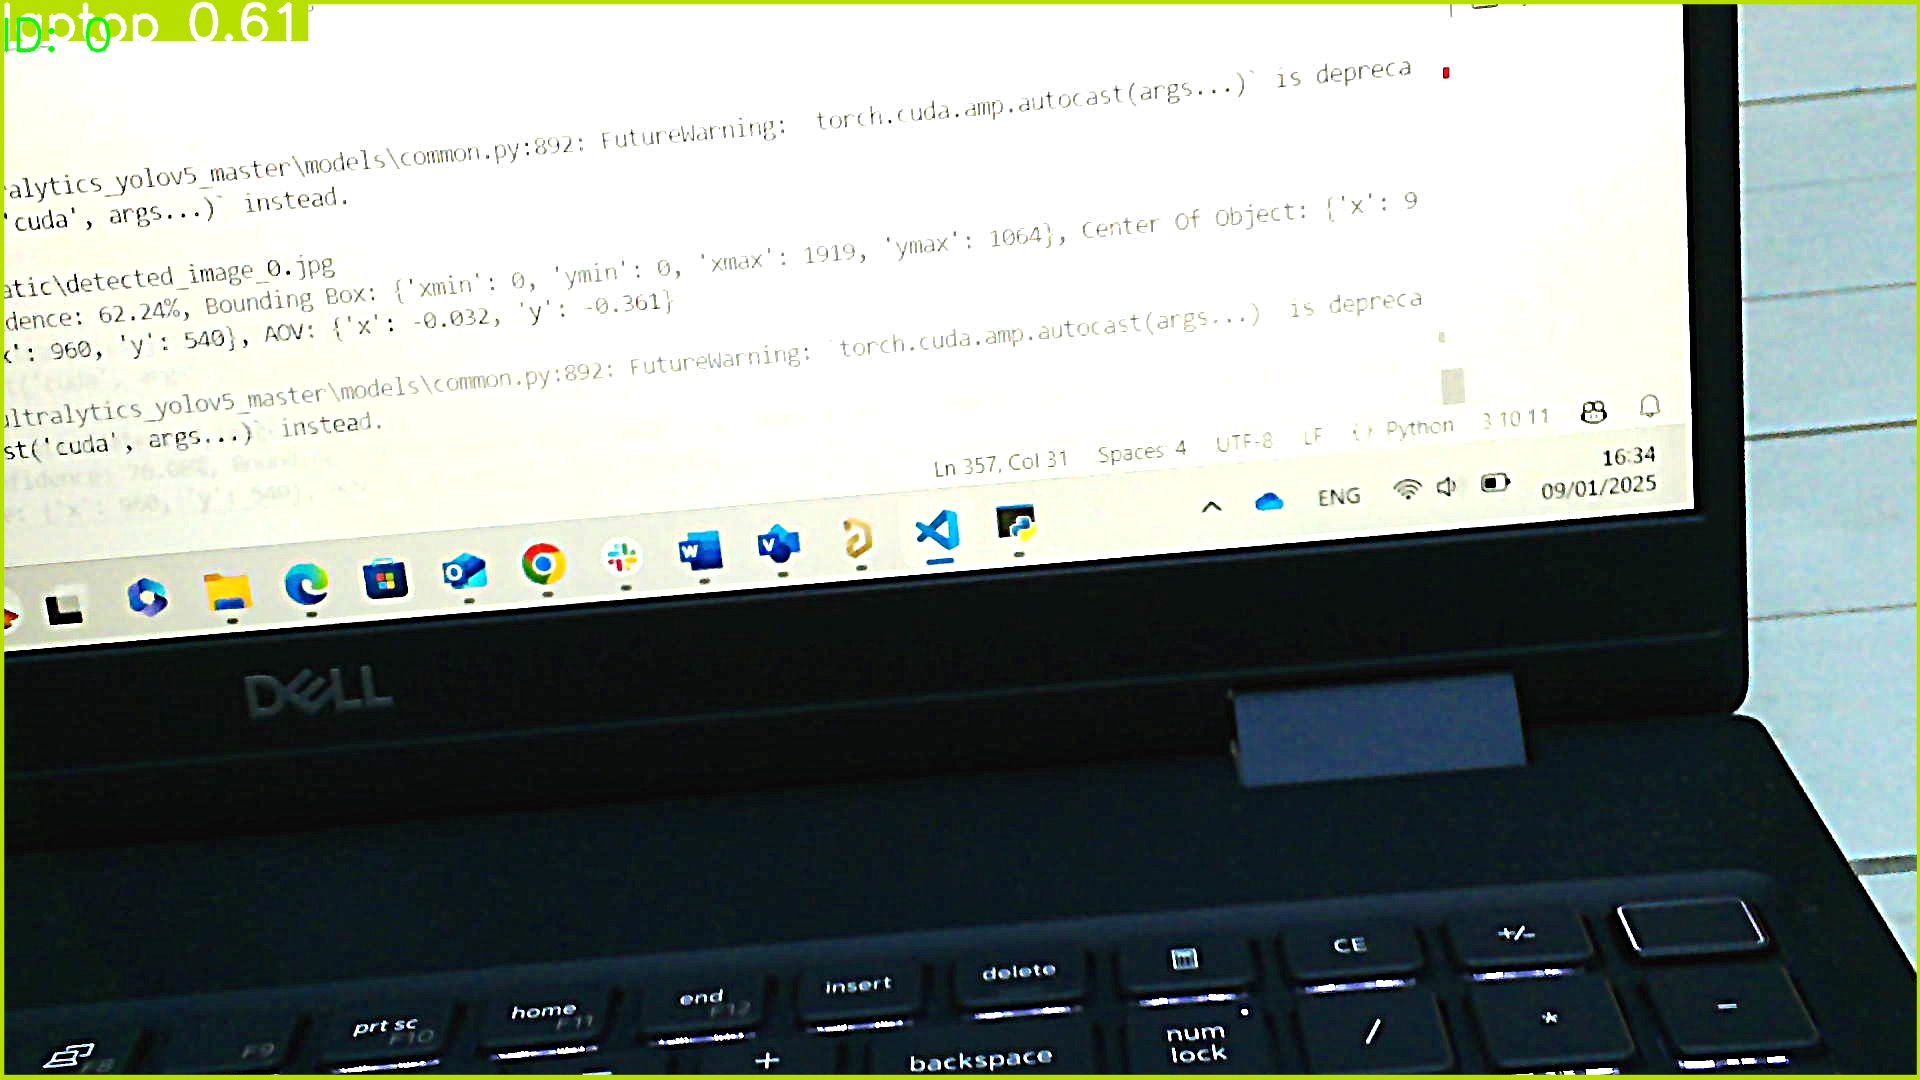 laptop 0.61
ID: 0
torch.cuda.amp.autocast(args...)` is depreca
alytics_yolov5_master\models\common.py:892: FutureWarning:
'cuda', args...)` instead.
atic\detected_image_0.jpg
dence: 62.24%, Bounding Box: {'xmin': 0, 'ymin': 0, 'xmax': 1919, 'ymax': 1064}, Center Of Object: {'x': 9
': 960, 'y': 540}, AOV: {'x': -0.032, 'y': -0.361}
ultralytics_yolov5_master\models\common.py:892: FutureWarning: `torch.cuda.amp.autocast(args...) is depreca
st('cuda', args...)` instead.
Ln 357, Col 31 Spaces 4 UTF-8 LF {} Python 3 10 11
ENG 16:34
09/01/2025
DELL
F8 F9 prt sc F10 home F11 end F12 insert delete CE +/-
+ backspace num lock / * -